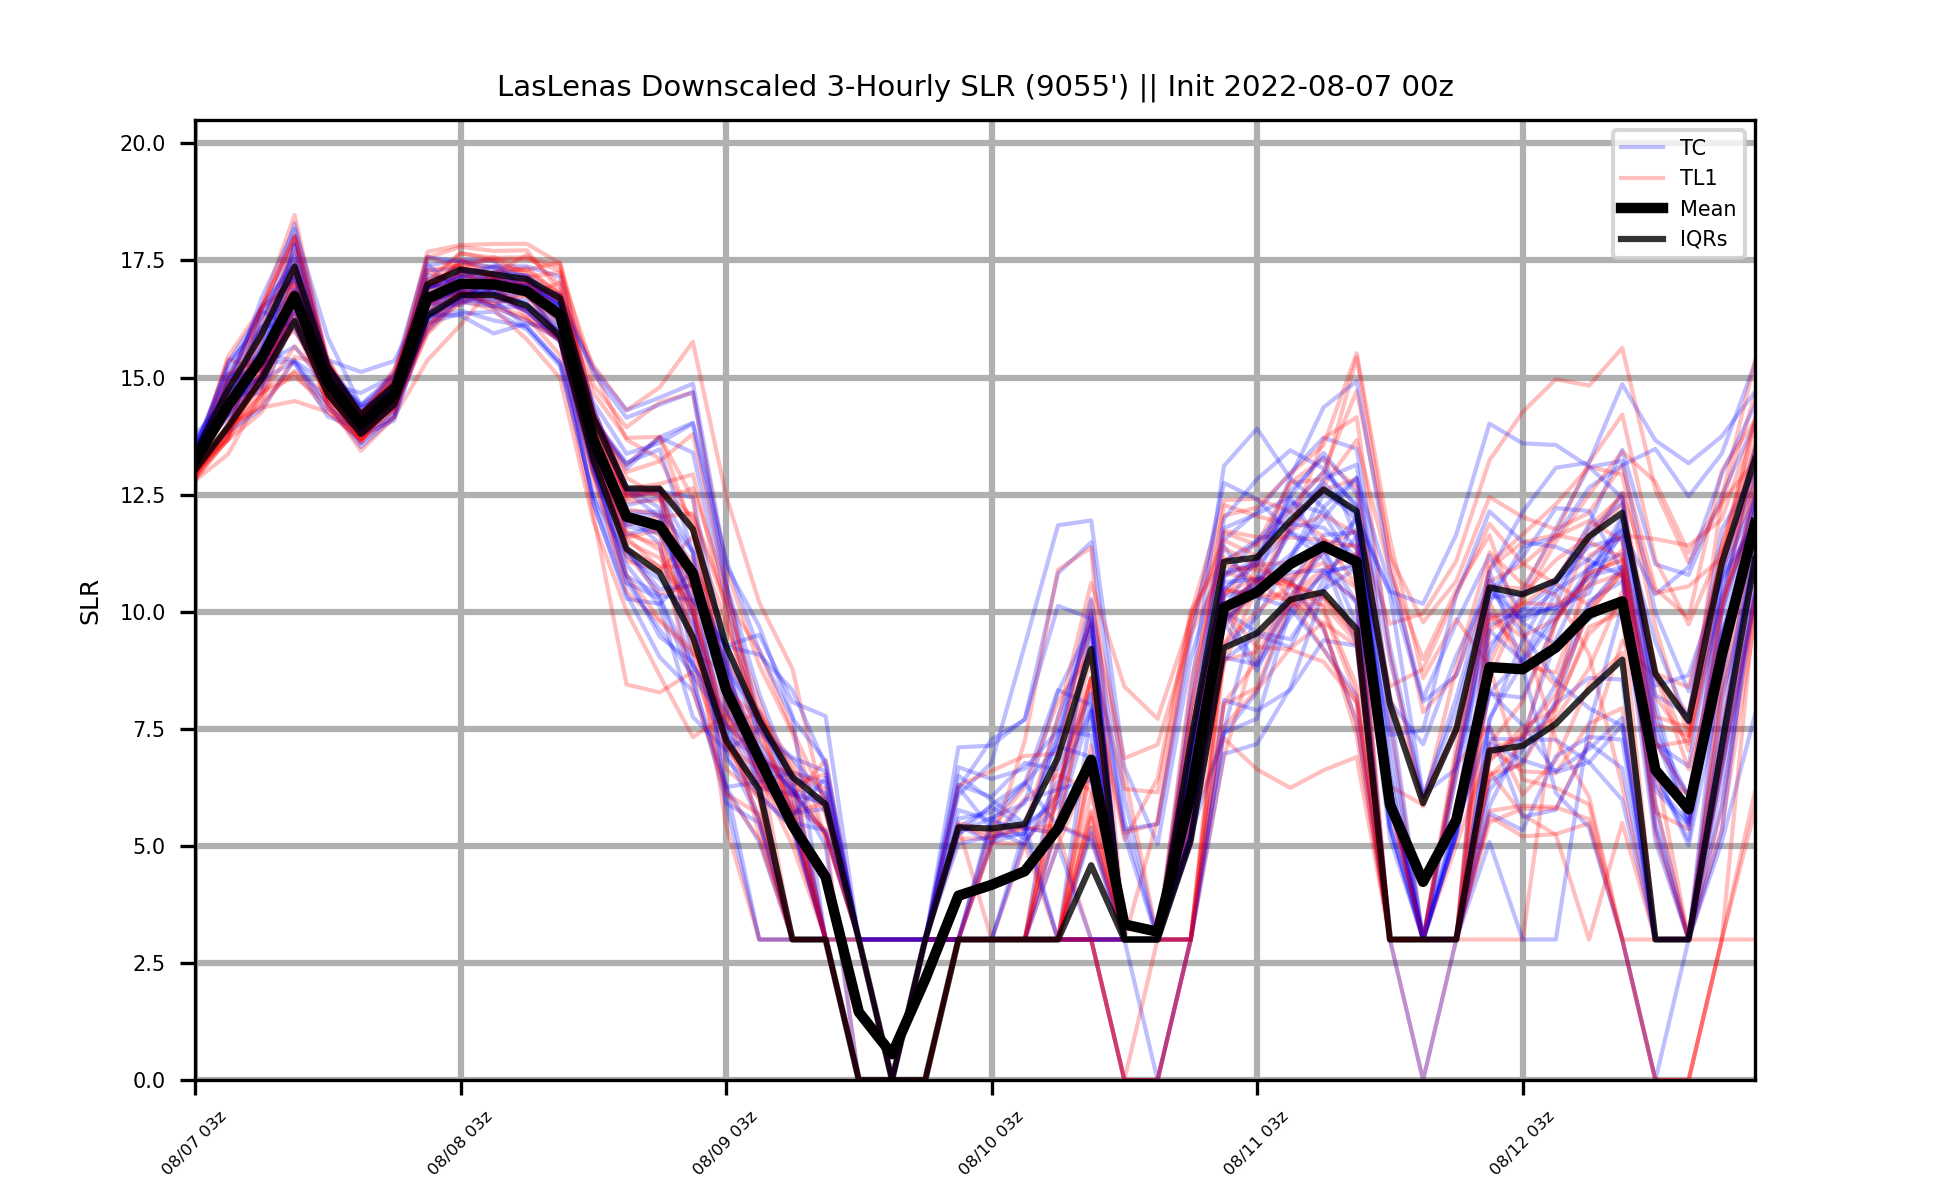 LasLenas Downscaled 3-Hourly SLR (9055') || Init 2022-08-07 00z
20.0
17.5
15.0
12.5
10.0
7.5
5.0
2.5
0.0
SLR
TC
TL1
Mean
IQRs
08/07 03z
08/08 03z
08/09 03z
08/10 03z
08/11 03z
08/12 03z